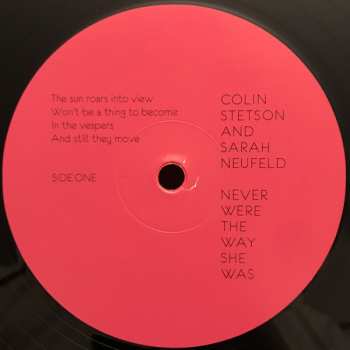 The sun roars into view
Won't be a thing to become
In the vespers
And still they move
SIDE ONE
COLIN
STETSON
AND
SARAH
NEUFELD
NEVER
WERE
THE
WAY
SHE
WAS